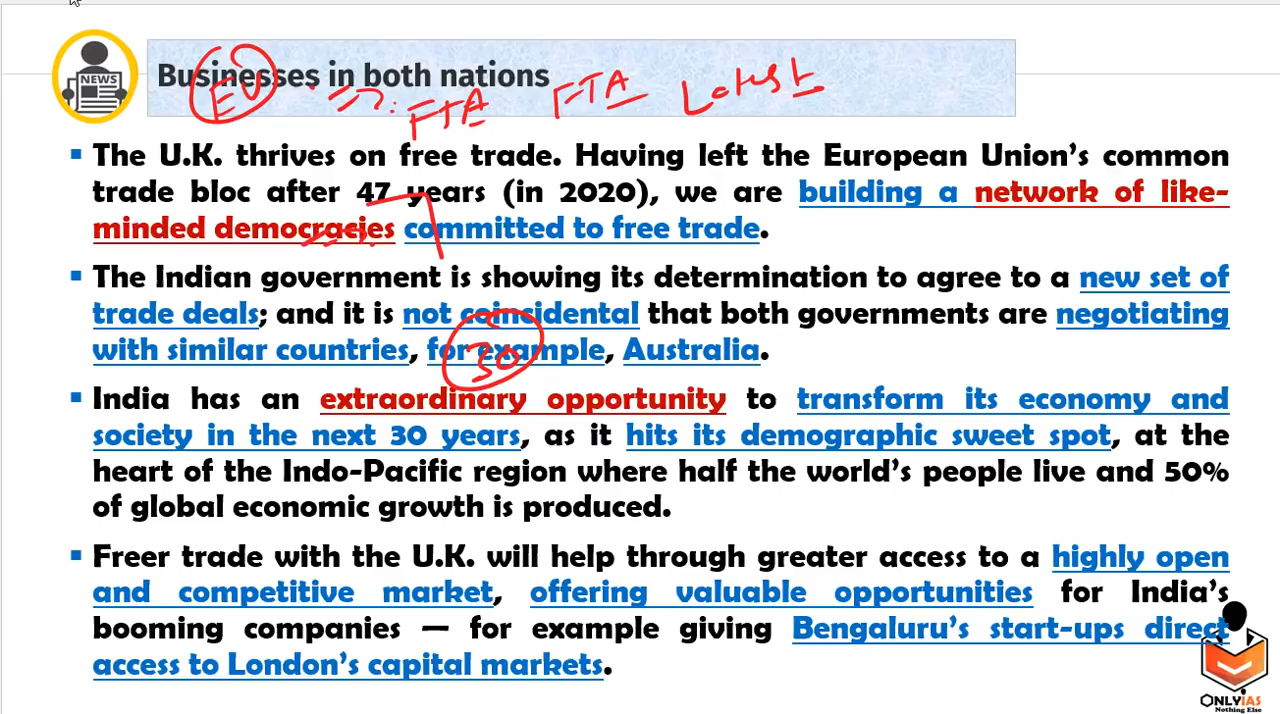 NEWS
Businesses in both nations
EU FTA FTA Latest
The U.K. thrives on free trade. Having left the European Union's common
trade bloc after 47 years (in 2020), we are building a network of like-
minded democracies committed to free trade.
The Indian government is showing its determination to agree to a new set of
trade deals; and it is not coincidental that both governments are negotiating
with similar countries, for example, Australia.
30
India has an extraordinary opportunity to transform its economy and
society in the next 30 years, as it hits its demographic sweet spot, at the
heart of the Indo-Pacific region where half the world's people live and 50%
of global economic growth is produced.
Freer trade with the U.K. will help through greater access to a highly open
and competitive market, offering valuable opportunities for India's
booming companies — for example giving Bengaluru's start-ups direct
access to London's capital markets.
ONLYIAS
Nothing Else